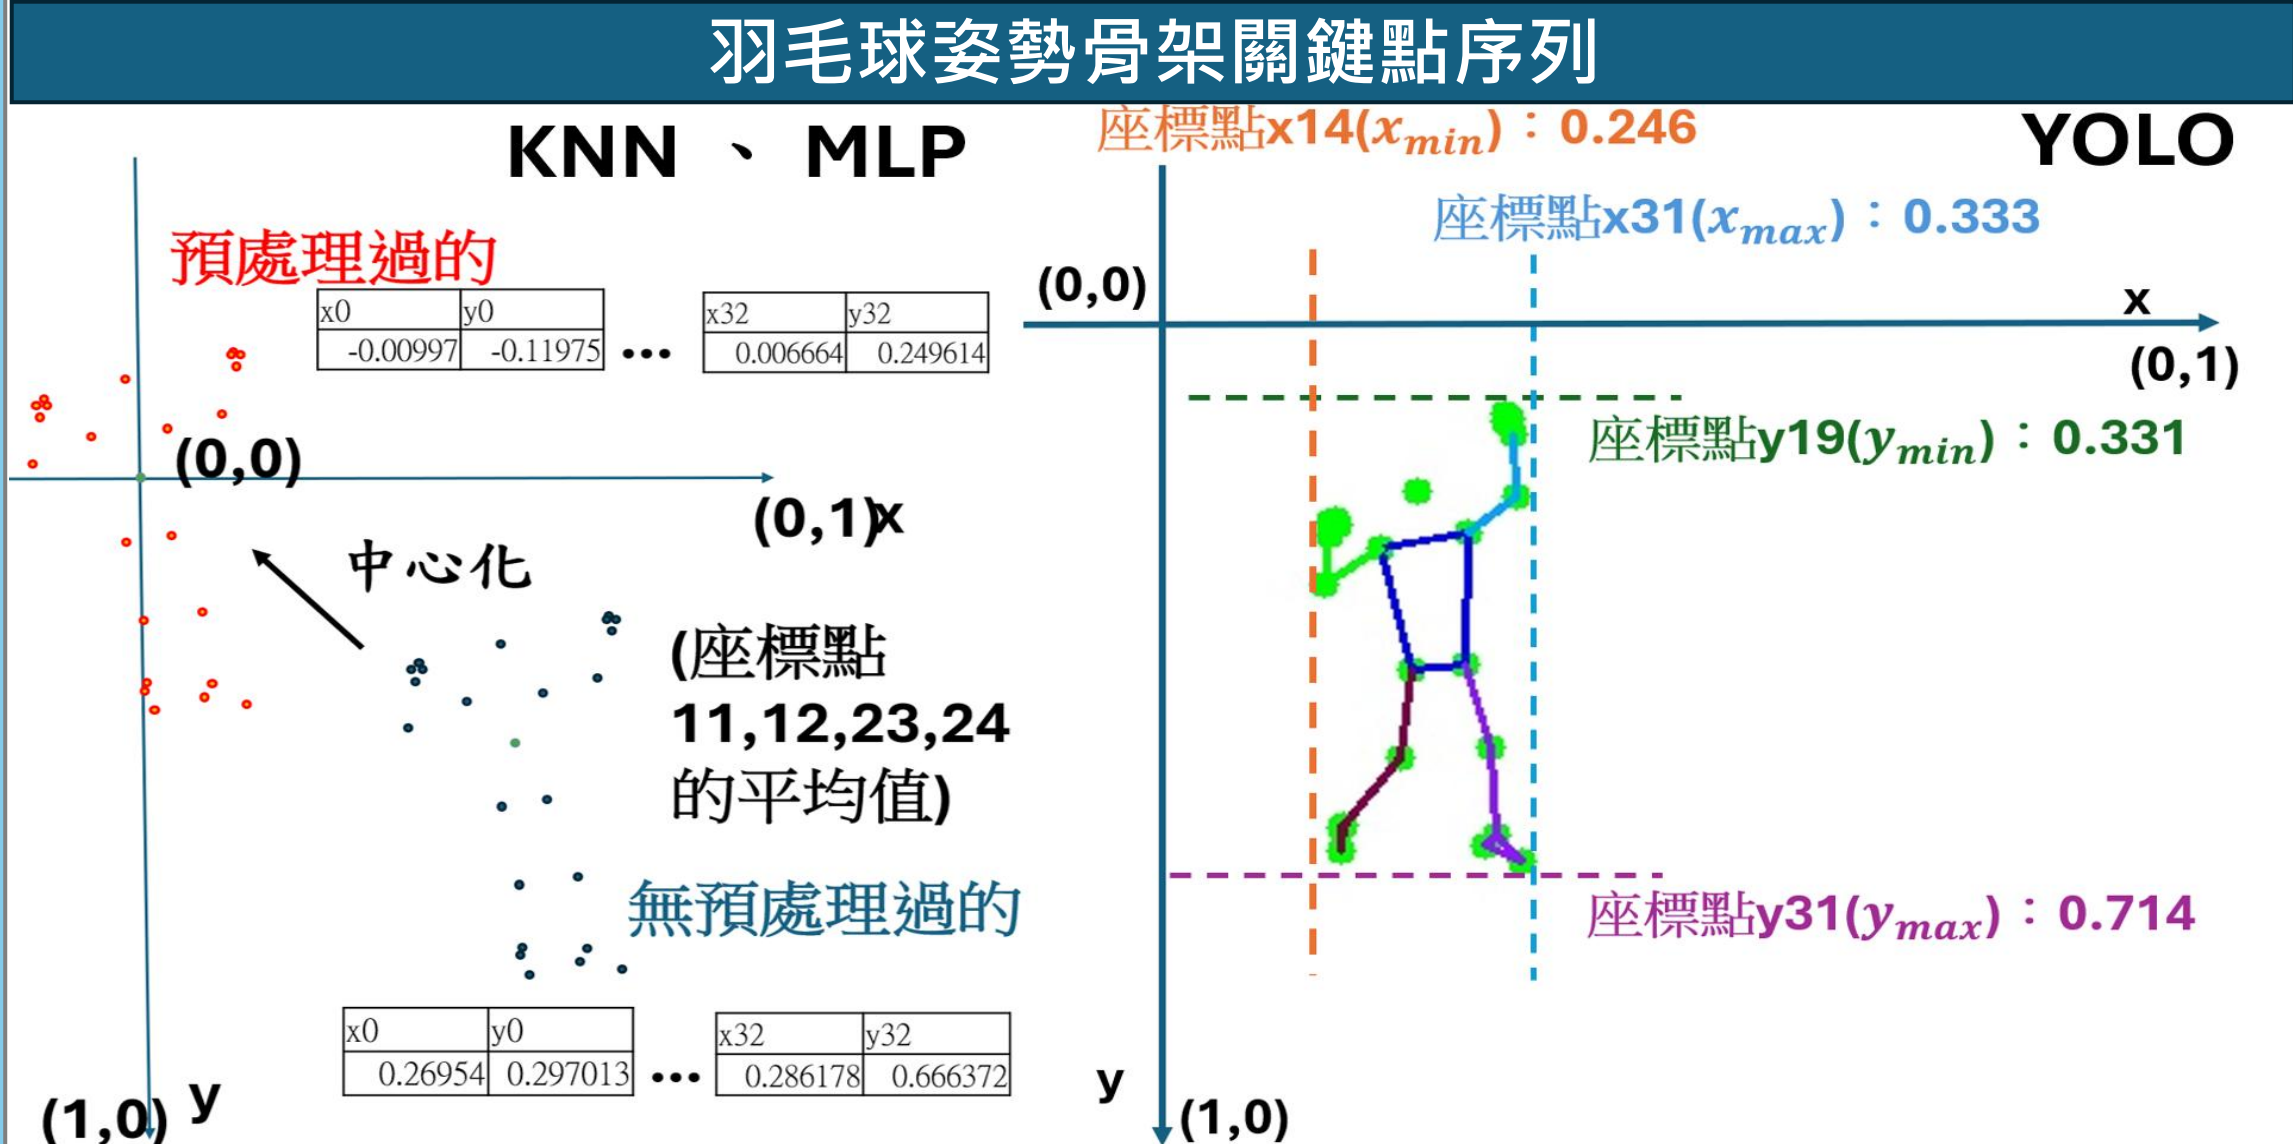 羽毛球姿勢骨架關鍵點序列
KNN 、 MLP
預處理過的
x0 y0
-0.00997 -0.11975
...
x32 y32
0.006664 0.249614
(0,0)
(0,1)
x
中心化
(座標點
11,12,23,24
的平均值)
無預處理過的
x0 y0
0.26954 0.297013
...
x32 y32
0.286178 0.666372
y
(1,0)
YOLO
座標點x14(xmin)：0.246
座標點x31(xmax)：0.333
(0,0)
x
(0,1)
座標點y19(ymin)：0.331
座標點y31(ymax)：0.714
y
(1,0)